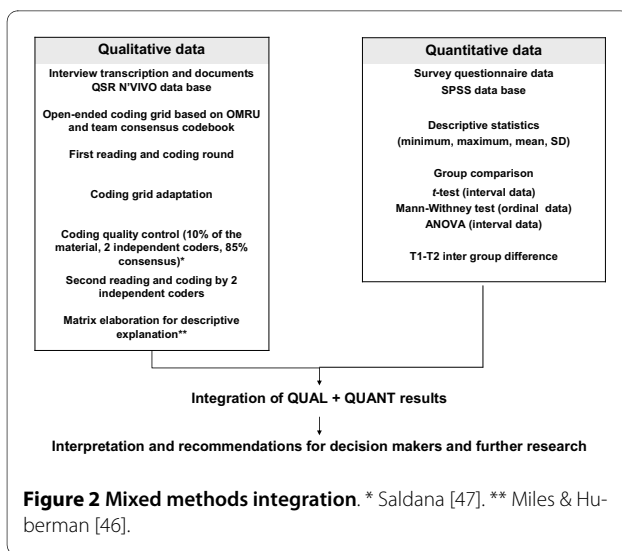 Qualitative data
Interview transcription and documents
QSR N'VIVO data base
Open-ended coding grid based on OMRU
and team consensus codebook
First reading and coding round
Coding grid adaptation
Coding quality control (10% of the
material, 2 independent coders, 85%
consensus)*
Second reading and coding by 2
independent coders
Matrix elaboration for descriptive
explanation**
Quantitative data
Survey questionnaire data
SPSS data base
Descriptive statistics
(minimum, maximum, mean, SD)
Group comparison
t-test (interval data)
Mann-Withney test (ordinal data)
ANOVA (interval data)
T1-T2 inter group difference
Integration of QUAL + QUANT results
Interpretation and recommendations for decision makers and further research
Figure 2 Mixed methods integration. * Saldana [47]. ** Miles & Hu-
berman [46].